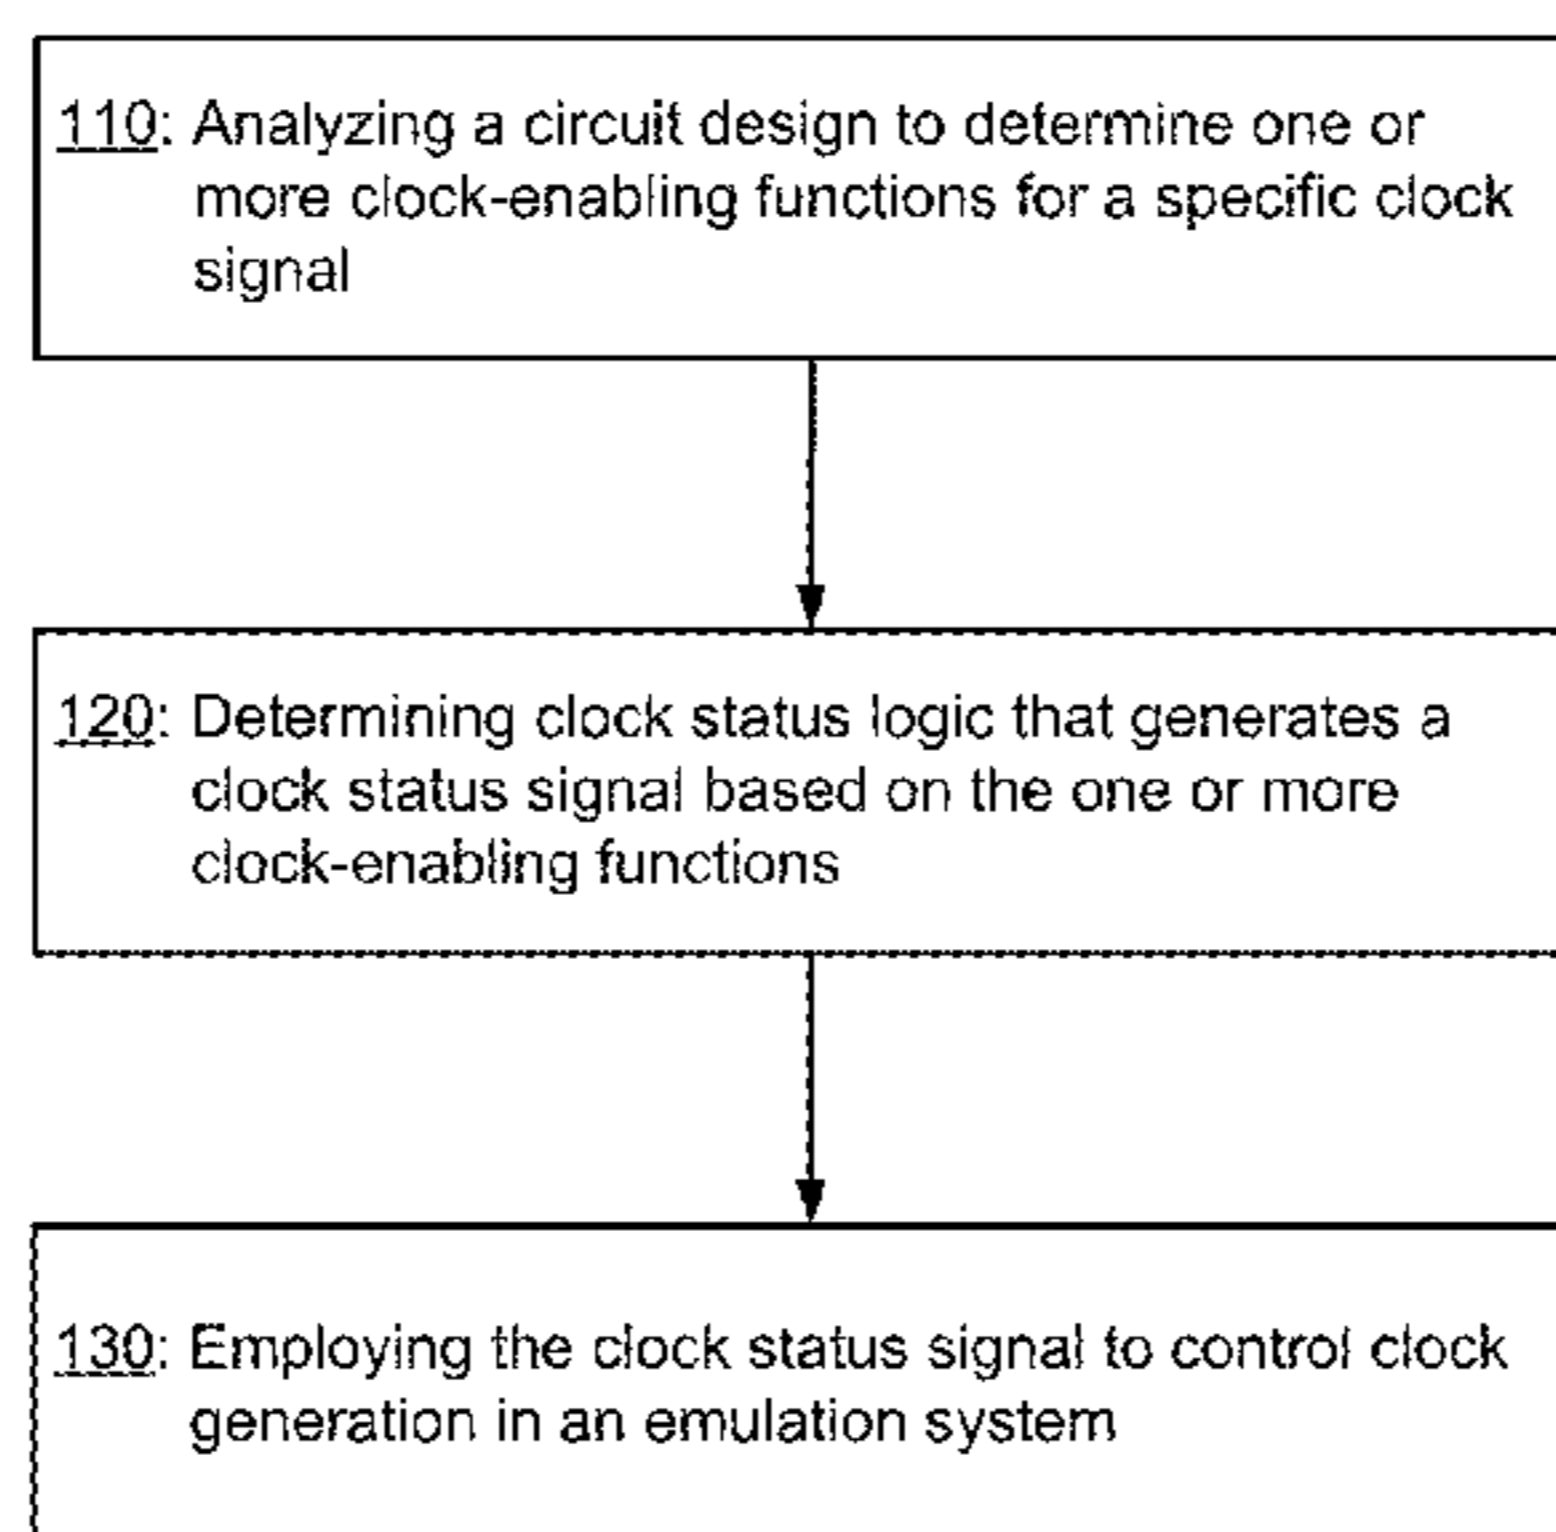 110: Analyzing a circuit design to determine one or
more clock-enabling functions for a specific clock
signal
120: Determining clock status logic that generates a
clock status signal based on the one or more
clock-enabling functions
130: Employing the clock status signal to control clock
generation in an emulation system